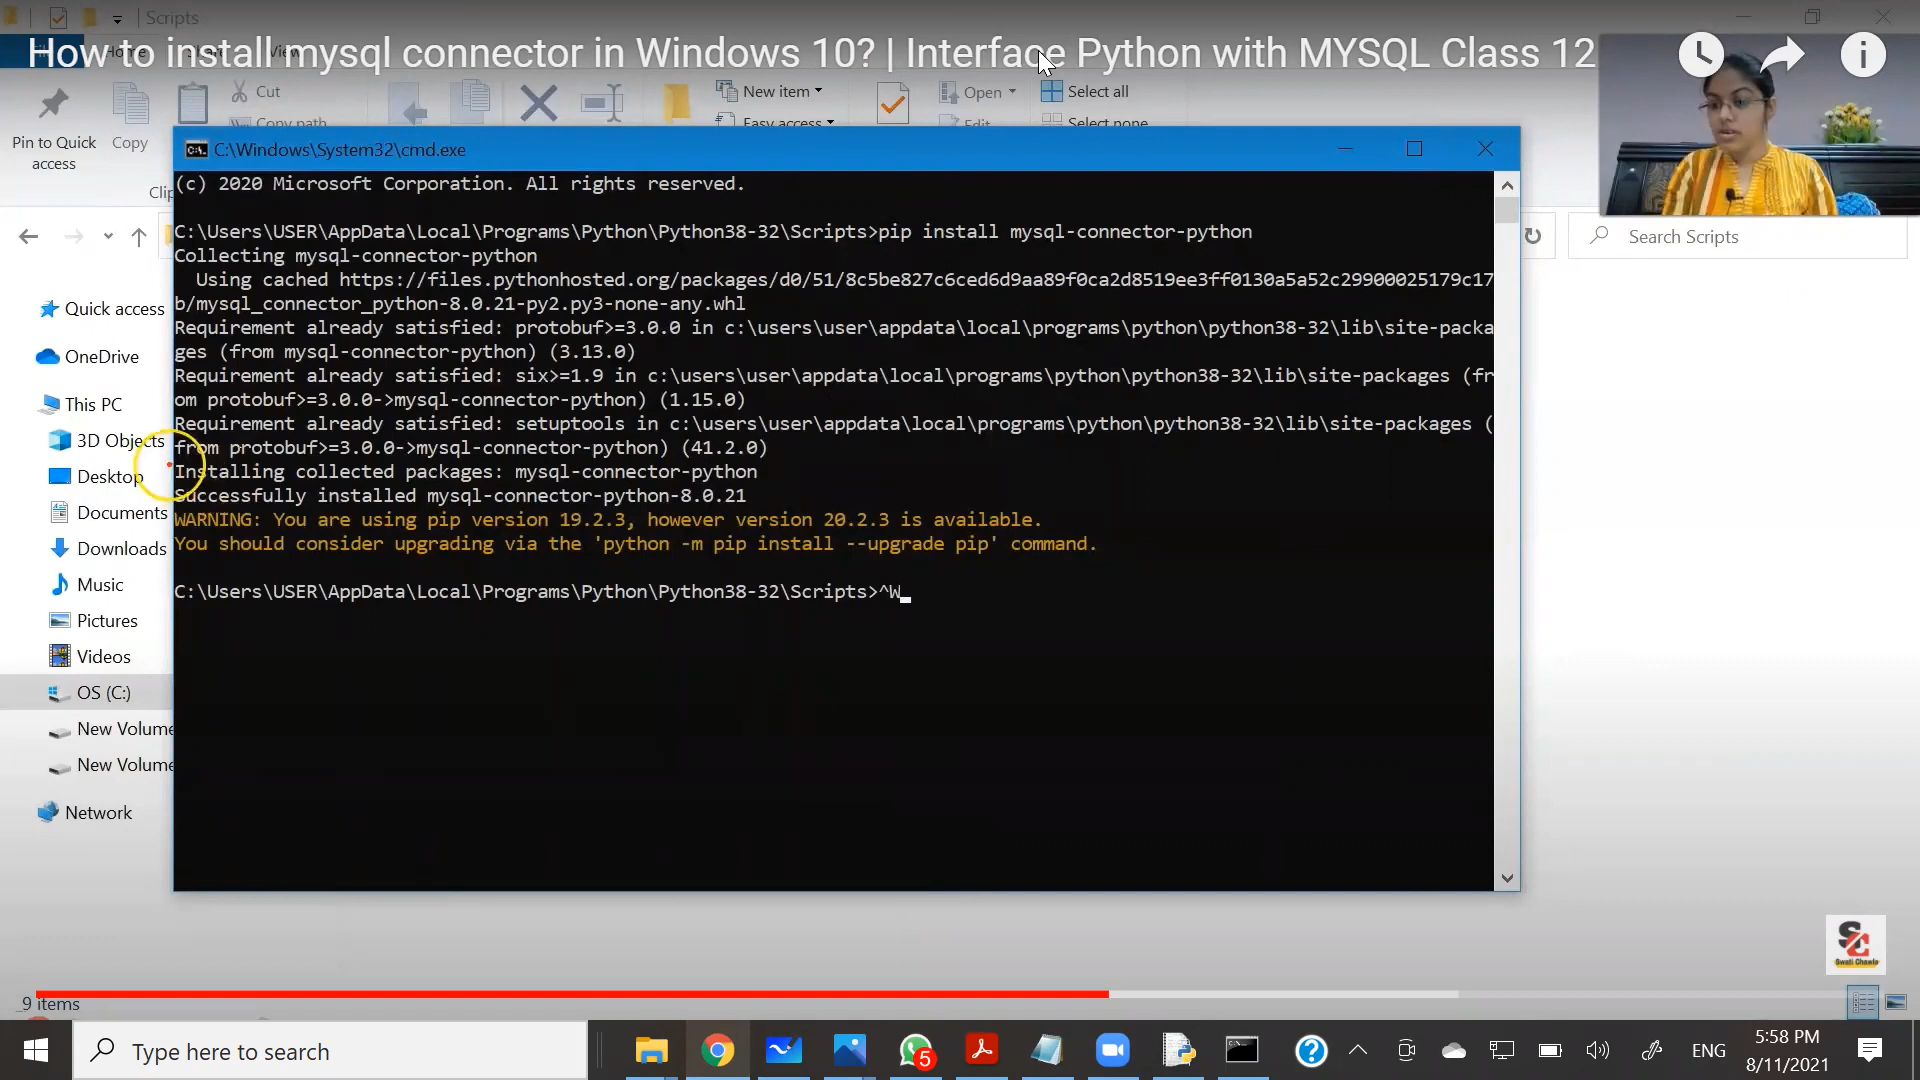 Scripts
How to install mysql connector in Windows 10? | Interface Python with MYSQL Class 12
Pin to Quick access
Copy
Cut
Copy path
New item
Easy access
Open
Edit
Select all
Select none
C:\Windows\System32\cmd.exe
(c) 2020 Microsoft Corporation. All rights reserved.
C:\Users\USER\AppData\Local\Programs\Python\Python38-32\Scripts>pip install mysql-connector-python
Collecting mysql-connector-python
Using cached https://files.pythonhosted.org/packages/d0/51/8c5be827c6ced6d9aa89f0ca2d8519ee3ff0130a5a52c29900025179c17
b/mysql_connector_python-8.0.21-py2.py3-none-any.whl
Requirement already satisfied: protobuf>=3.0.0 in c:\users\user\appdata\local\programs\python\python38-32\lib\site-packa
ges (from mysql-connector-python) (3.13.0)
Requirement already satisfied: six>=1.9 in c:\users\user\appdata\local\programs\python\python38-32\lib\site-packages (fr
om protobuf>=3.0.0->mysql-connector-python) (1.15.0)
Requirement already satisfied: setuptools in c:\users\user\appdata\local\programs\python\python38-32\lib\site-packages (
from protobuf>=3.0.0->mysql-connector-python) (41.2.0)
Installing collected packages: mysql-connector-python
Successfully installed mysql-connector-python-8.0.21
WARNING: You are using pip version 19.2.3, however version 20.2.3 is available.
You should consider upgrading via the 'python -m pip install --upgrade pip' command.
C:\Users\USER\AppData\Local\Programs\Python\Python38-32\Scripts>^W
Search Scripts
Quick access
OneDrive
This PC
3D Objects
Desktop
Documents
Downloads
Music
Pictures
Videos
OS (C:)
New Volume
New Volume
Network
SC
Swati Chawla
9 items
Type here to search
5
ENG
5:58 PM
8/11/2021